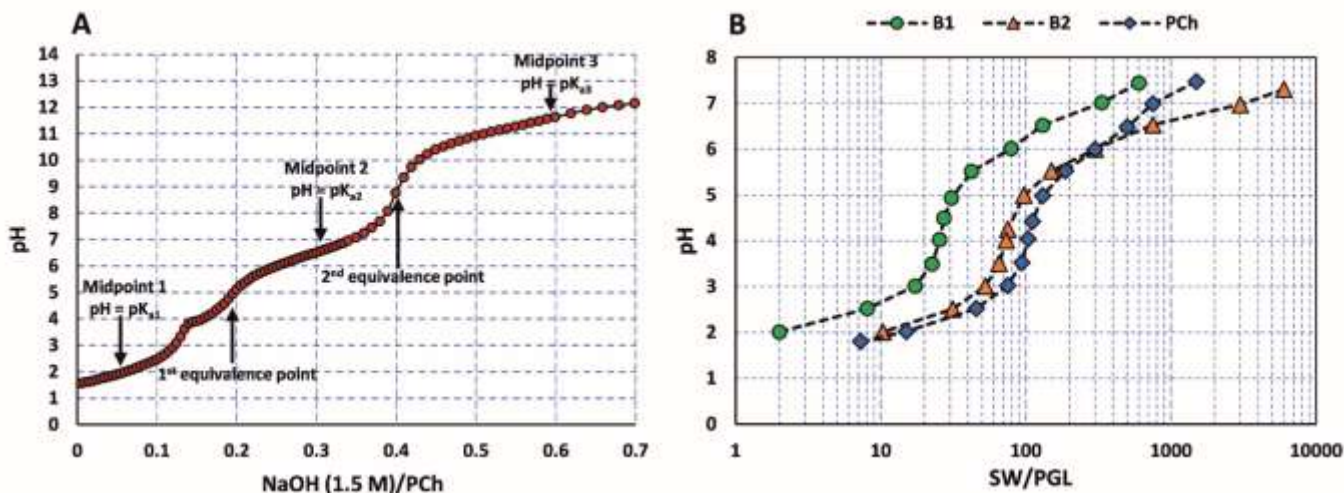 A
pH
14
13
12
11
10
9
8
7
6
5
4
3
2
1
0
Midpoint 1
pH = pKa1
1st equivalence point
Midpoint 2
pH = pKa2
2nd equivalence point
Midpoint 3
pH = pKa3
0 0.1 0.2 0.3 0.4 0.5 0.6 0.7
NaOH (1.5 M)/PCh
B
B1 B2 PCh
pH
8
7
6
5
4
3
2
1
0
1 10 100 1000 10000
SW/PGL